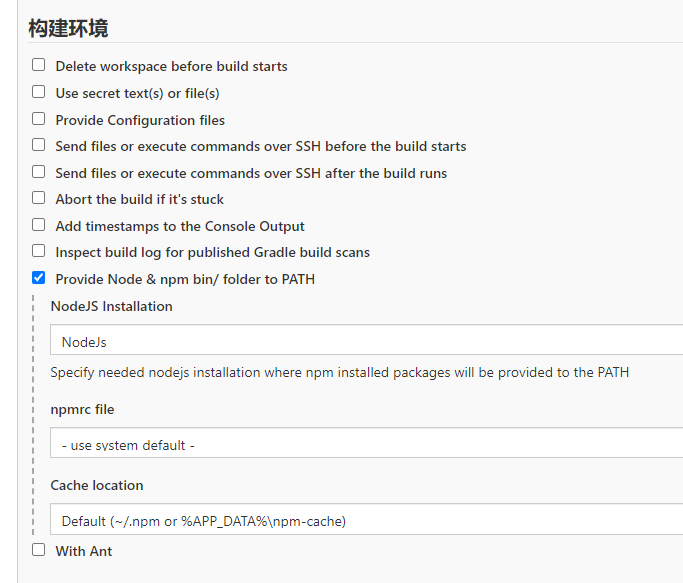 构建环境
Delete workspace before build starts
Use secret text(s) or file(s)
Provide Configuration files
Send files or execute commands over SSH before the build starts
Send files or execute commands over SSH after the build runs
Abort the build if it's stuck
Add timestamps to the Console Output
Inspect build log for published Gradle build scans
Provide Node & npm bin/ folder to PATH
NodeJS Installation
NodeJs
Specify needed nodejs installation where npm installed packages will be provided to the PATH
npmrc file
- use system default -
Cache location
Default (~/.npm or %APP_DATA%\npm-cache)
With Ant